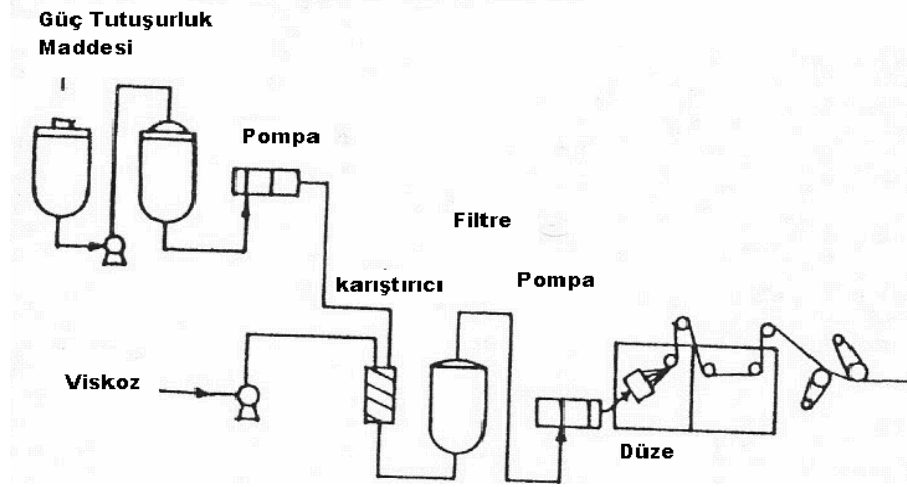 Güç Tutuşurluk
Maddesi
Pompa
Filtre
karıştırıcı
Pompa
Viskoz
Düze